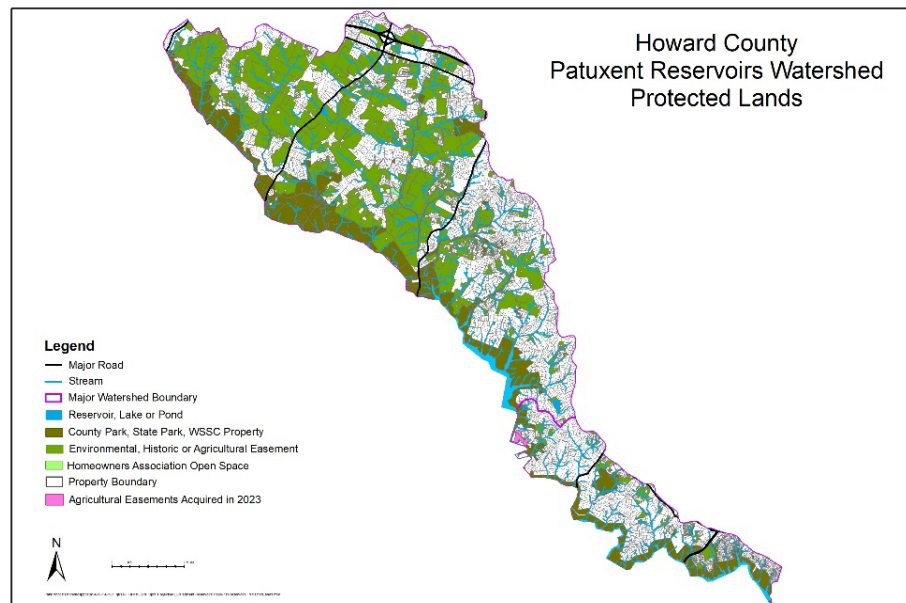 Howard County
Patuxent Reservoirs Watershed
Protected Lands
Legend
Major Road
Stream
Major Watershed Boundary
Reservoir, Lake or Pond
County Park, State Park, WSSC Property
Environmental, Historic or Agricultural Easement
Homeowners Association Open Space
Property Boundary
Agricultural Easements Acquired in 2023
N